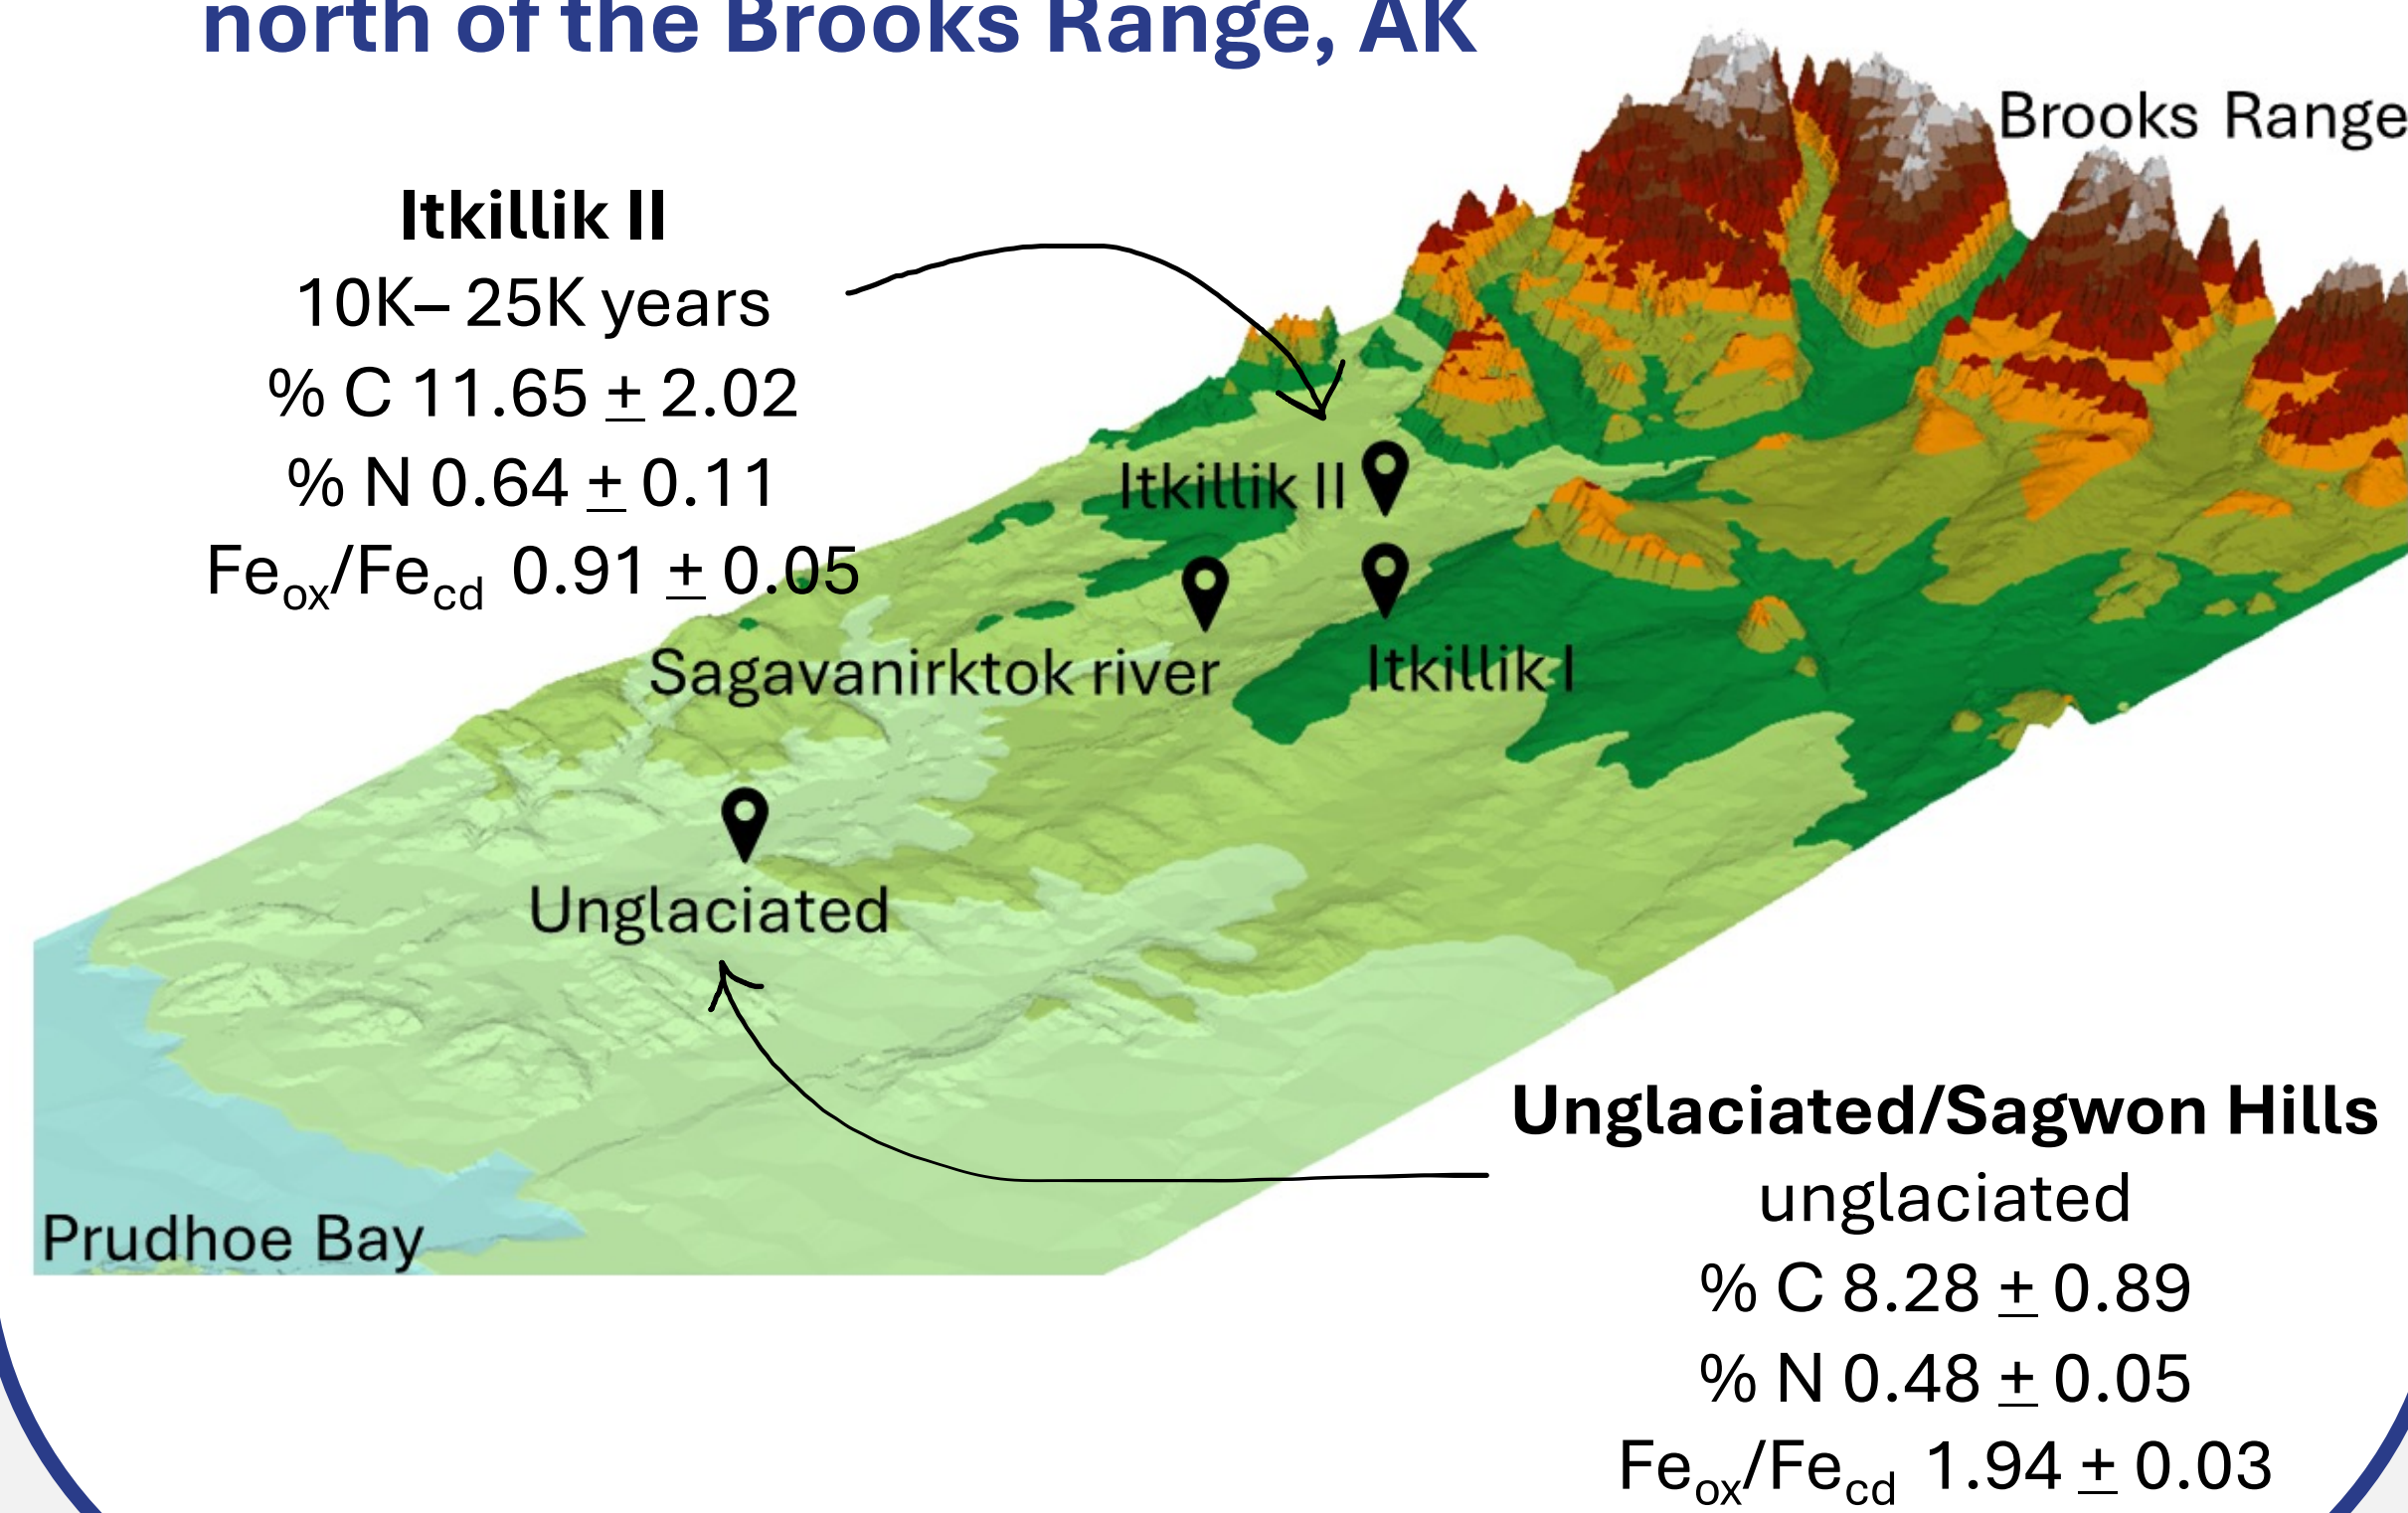 north of the Brooks Range, AK
Brooks Range
Itkillik II
10K– 25K years
% C 11.65 ± 2.02
% N 0.64 ± 0.11
Feox/Fecd 0.91 ± 0.05
Itkillik II
Sagavanirktok river
Itkillik I
Unglaciated
Prudhoe Bay
Unglaciated/Sagwon Hills
unglaciated
% C 8.28 ± 0.89
% N 0.48 ± 0.05
Feox/Fecd 1.94 ± 0.03